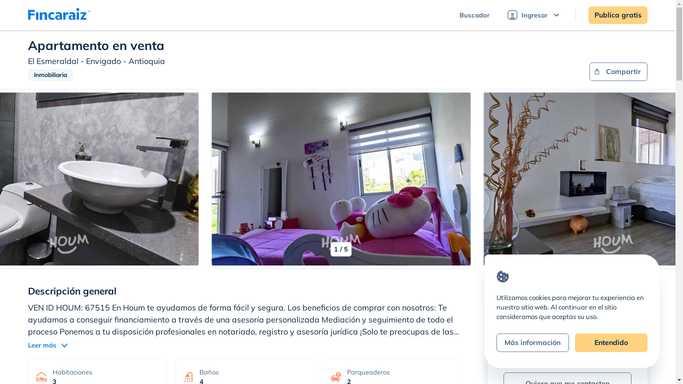 Fincaraiz
Buscador
Ingresar
Publica gratis
Apartamento en venta
El Esmeraldal - Envigado - Antioquia
Inmobiliaria
Compartir
HOUM
HOUM
HOUM
1 / 5
Descripción general
VEN ID HOUM: 67515 En Houm te ayudamos de forma fácil y segura. Los beneficios de comprar con nosotros: Te
ayudamos a conseguir financiamiento a través de una asesoría personalizada Mediación y seguimiento de todo el
proceso Ponemos a tu disposición profesionales en notariado, registro y asesoría jurídica ¡Solo te preocupas de las...
Leer más
Habitaciones
3
Baños
4
Parqueaderos
2
Utilizamos cookies para mejorar tu experiencia en
nuestro sitio web. Al continuar en el sitio
consideramos que aceptas su uso.
Más información
Entendido
Quiero que me contacten